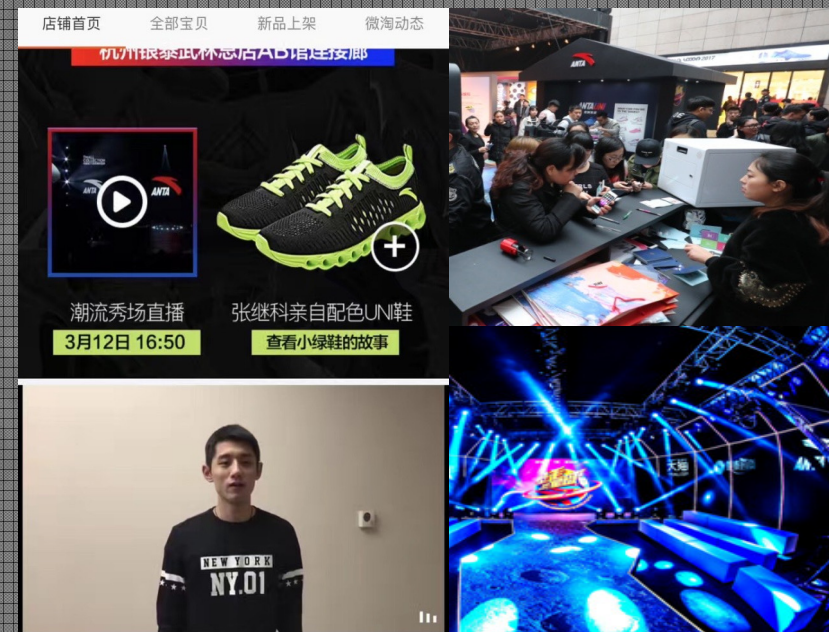 店铺首页 全部宝贝 新品上架 微淘动态
杭州银泰武林总店AB馆连接廊
ANTA
ANTA
潮流秀场直播
张继科亲自配色UNI鞋
3月12日 16:50
查看小绿鞋的故事
ANTA
ANTA
NEW YORK
NY.01
天猫